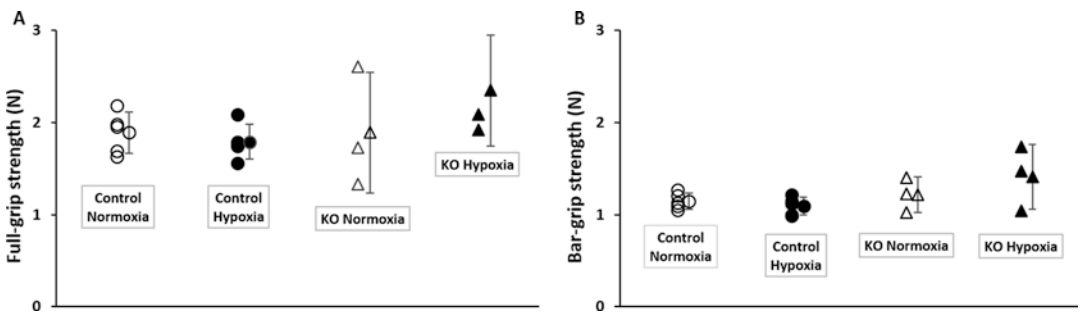 A
Full-grip strength (N)
3
2
1
0
Control
Normoxia
Control
Hypoxia
KO Normoxia
KO Hypoxia
B
Bar-grip strength (N)
3
2
1
0
Control
Normoxia
Control
Hypoxia
KO Normoxia
KO Hypoxia